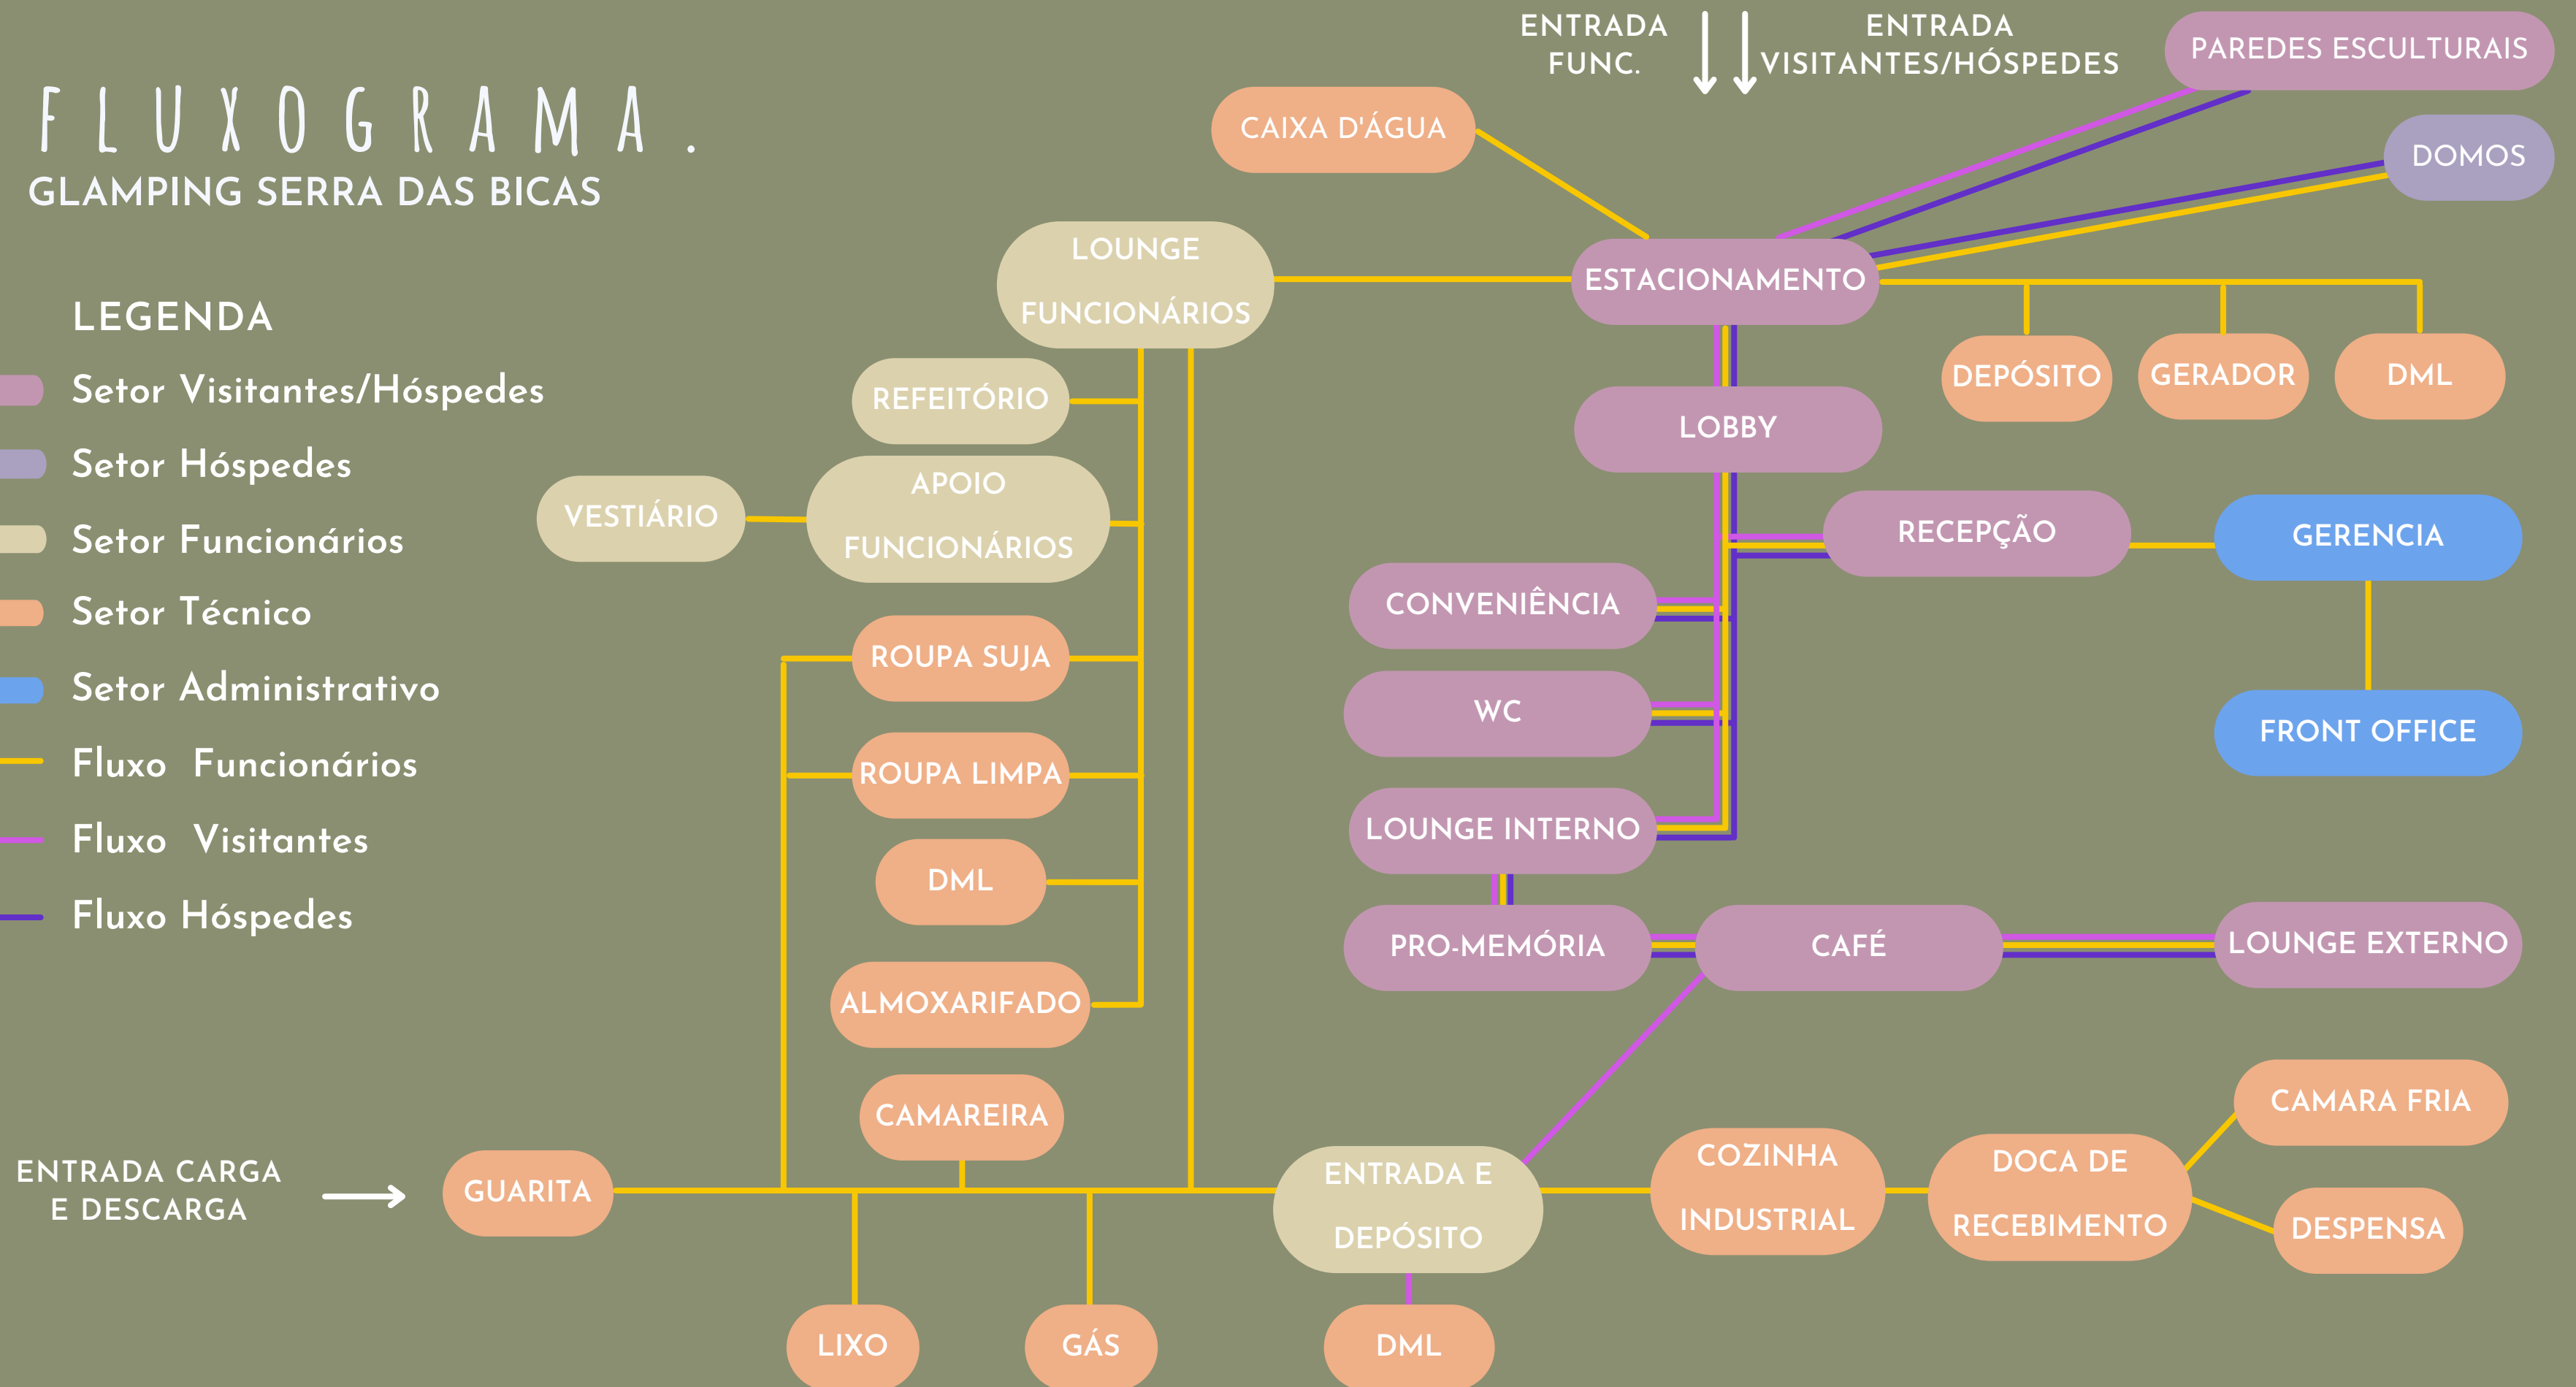 FLUXOGRAMA.
GLAMPING SERRA DAS BICAS
LEGENDA
Setor Visitantes/Hóspedes
Setor Hóspedes
Setor Funcionários
Setor Técnico
Setor Administrativo
Fluxo Funcionários
Fluxo Visitantes
Fluxo Hóspedes
ENTRADA
FUNC.
ENTRADA
VISITANTES/HÓSPEDES
PAREDES ESCULTURAIS
CAIXA D'ÁGUA
DOMOS
LOUNGE
FUNCIONÁRIOS
ESTACIONAMENTO
DEPÓSITO
GERADOR
DML
REFEITÓRIO
LOBBY
VESTIÁRIO
APOIO
FUNCIONÁRIOS
RECEPÇÃO
GERENCIA
CONVENIÊNCIA
ROUPA SUJA
WC
FRONT OFFICE
ROUPA LIMPA
LOUNGE INTERNO
DML
PRO-MEMÓRIA
CAFÉ
LOUNGE EXTERNO
ALMOXARIFADO
CAMAREIRA
CAMARA FRIA
ENTRADA CARGA
E DESCARGA
GUARITA
ENTRADA E
DEPÓSITO
COZINHA
INDUSTRIAL
DOCA DE
RECEBIMENTO
DESPENSA
LIXO
GÁS
DML